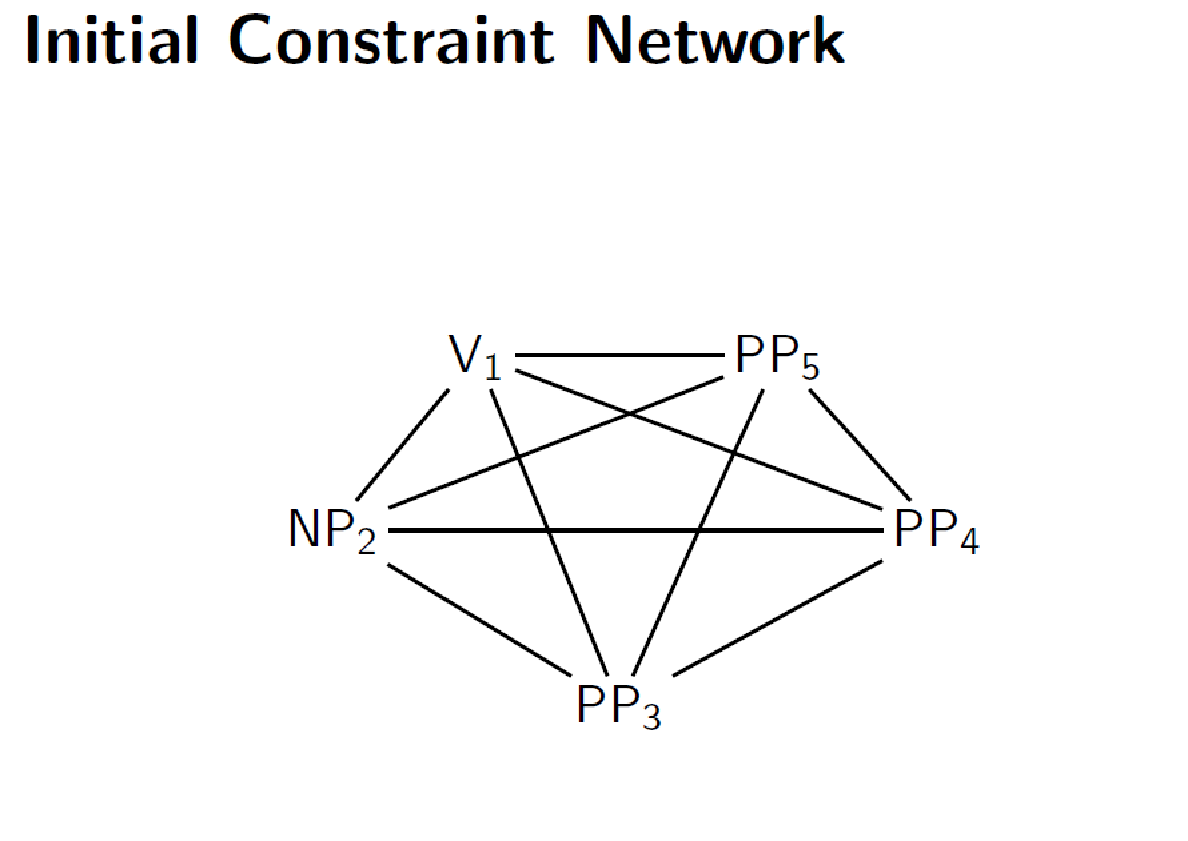 Initial Constraint Network
V₁ PP₅
NP₂ PP₄
PP₃